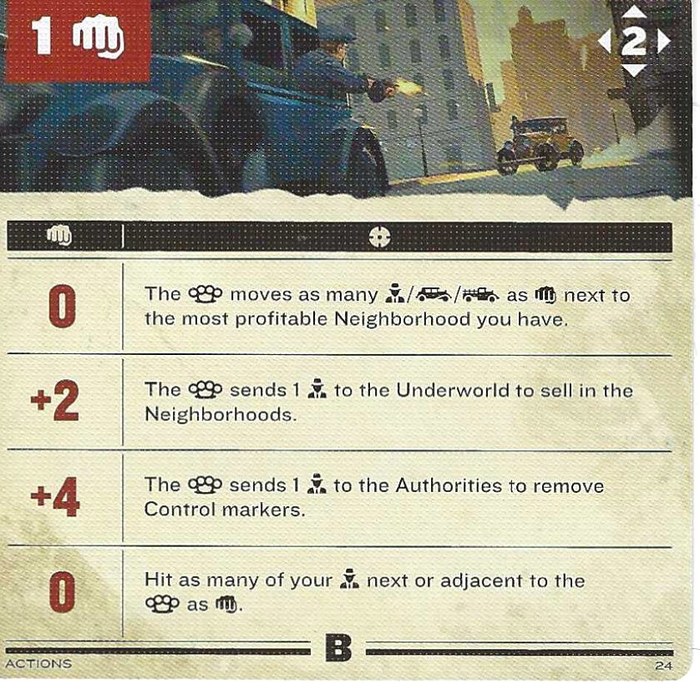 1
2
0
The moves as many / / as next to
the most profitable Neighborhood you have.
+2
The sends 1 to the Underworld to sell in the
Neighborhoods.
+4
The sends 1 to the Authorities to remove
Control markers.
0
Hit as many of your next or adjacent to the
as .
B
ACTIONS
24